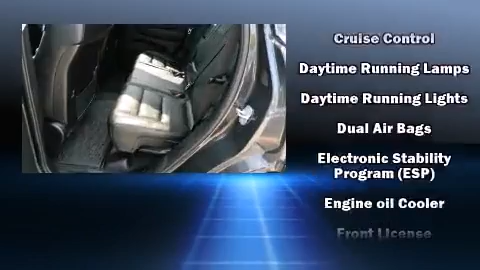 Cruise Control
Daytime Running Lamps
Daytime Running Lights
Dual Air Bags
Electronic Stability
Program (ESP)
Engine oil Cooler
Front License